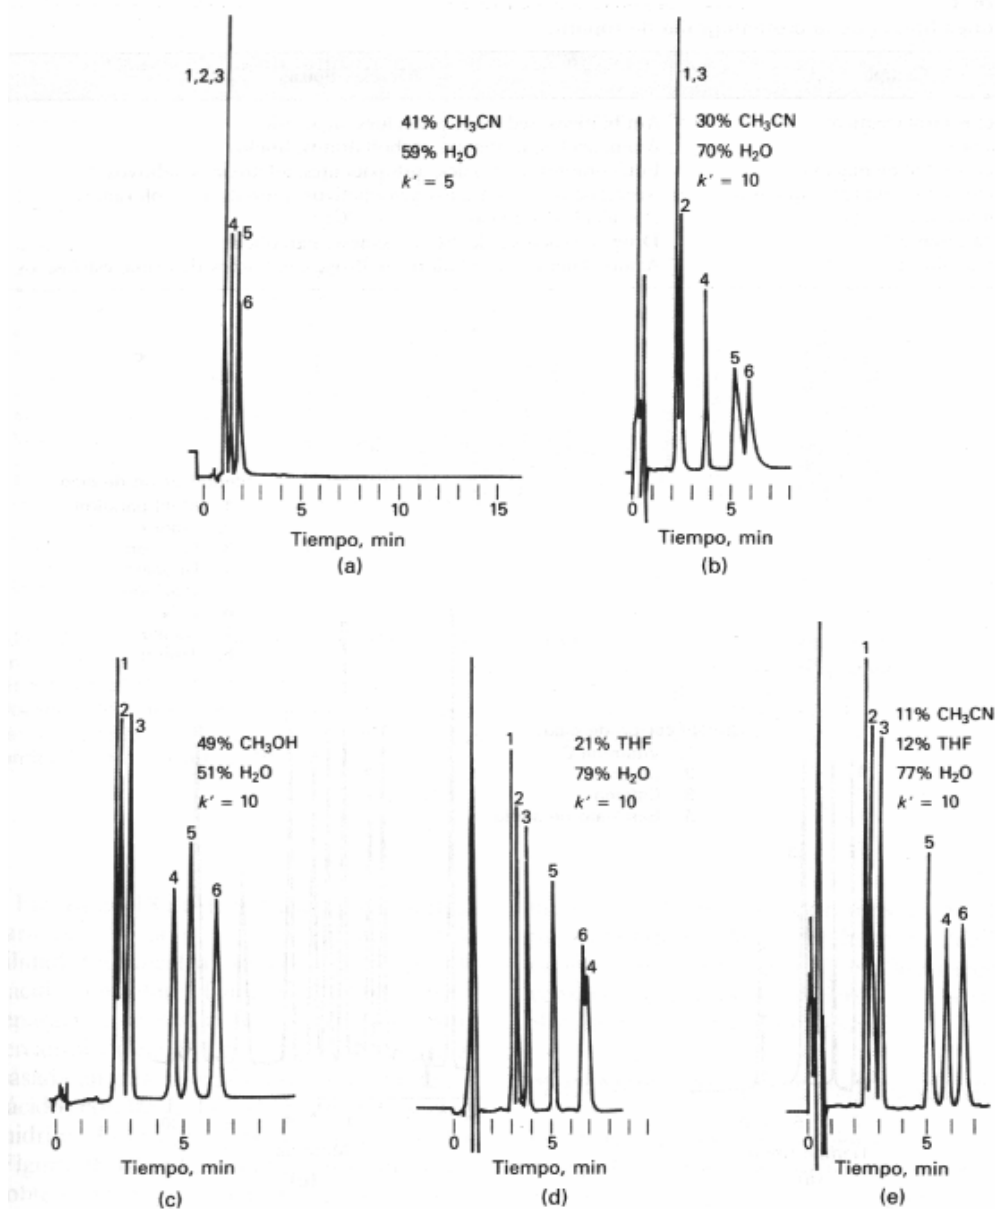 1,2,3
41% CH₃CN
59% H₂O
k' = 5
4
5
6
0 5 10 15
Tiempo, min
(a)
1,3
30% CH₃CN
70% H₂O
k' = 10
2
4
5
6
0 5
Tiempo, min
(b)
1
2
3
49% CH₃OH
51% H₂O
k' = 10
4
5
6
0 5
Tiempo, min
(c)
1
2
3
21% THF
79% H₂O
k' = 10
5
6
4
0 5
Tiempo, min
(d)
1
2
3
11% CH₃CN
12% THF
77% H₂O
k' = 10
5
4
6
0 5
Tiempo, min
(e)